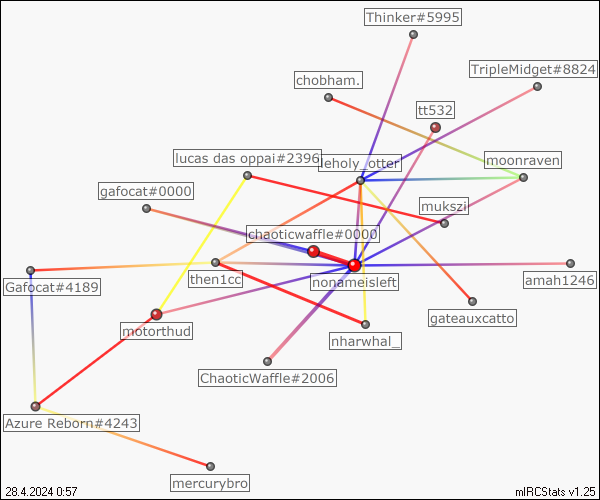 Thinker#5995
TripleMidget#8824
chobham.
tt532
lucas das oppai#2396
leholy_otter
moonraven
gafocat#0000
mukszi
chaoticwaffle#0000
Gafocat#4189
then1cc
nonameisleft
amah1246
motorthud
nharwhal_
gateauxcatto
ChaoticWaffle#2006
Azure Reborn#4243
mercurybro
28.4.2024 0:57
mIRCStats v1.25